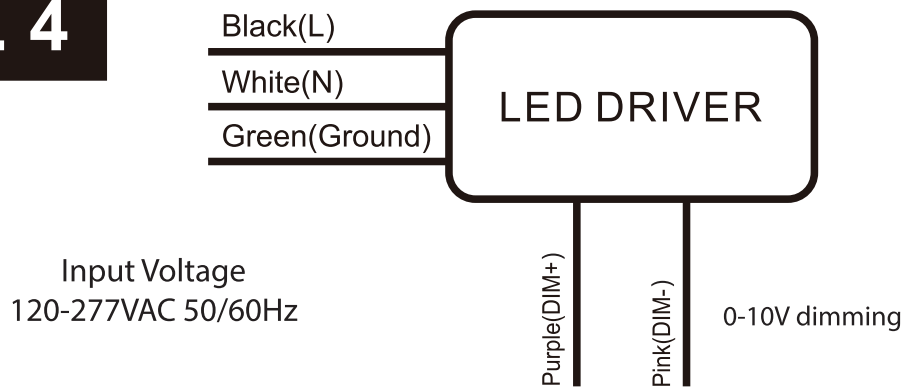 . 4
Black(L)
White(N)
Green(Ground)
LED DRIVER
Input Voltage
120-277VAC 50/60Hz
Purple(DIM+)
Pink(DIM-)
0-10V dimming